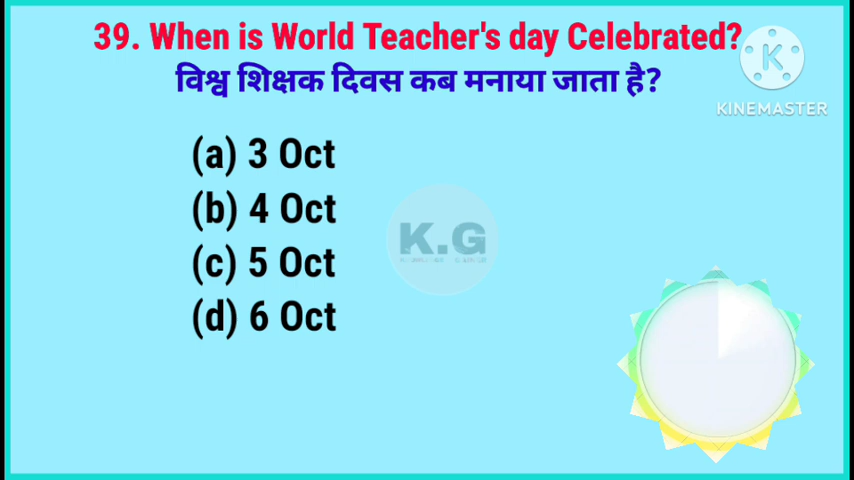 39. When is World Teacher's day Celebrated?
विश्व शिक्षक दिवस कब मनाया जाता है?
KINEMASTER
(a) 3 Oct
(b) 4 Oct
(c) 5 Oct
(d) 6 Oct
K.G